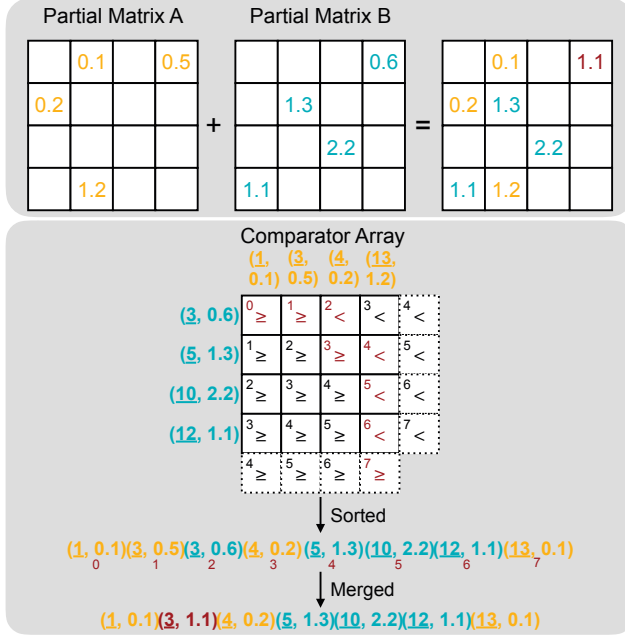 Partial Matrix A Partial Matrix B
0.1 0.5 0.6 0.1 1.1
0.2 1.3 0.2 1.3
+ =
2.2 2.2
1.2 1.1 1.1 1.2
Comparator Array
(1, (3, (4, (13,
0.1) 0.5) 0.2) 1.2)
(3, 0.6) 0 ≥ 1 ≥ 2 < 3 < 4 <
(5, 1.3) 1 ≥ 2 ≥ 3 ≥ 4 < 5 <
(10, 2.2) 2 ≥ 3 ≥ 4 ≥ 5 < 6 <
(12, 1.1) 3 ≥ 4 ≥ 5 ≥ 6 < 7 <
4 ≥ 5 ≥ 6 ≥ 7 ≥
Sorted
(1, 0.1)(3, 0.5)(3, 0.6)(4, 0.2)(5, 1.3)(10, 2.2)(12, 1.1)(13, 0.1)
0 1 2 3 4 5 6 7
Merged
(1, 0.1)(3, 1.1)(4, 0.2)(5, 1.3)(10, 2.2)(12, 1.1)(13, 0.1)